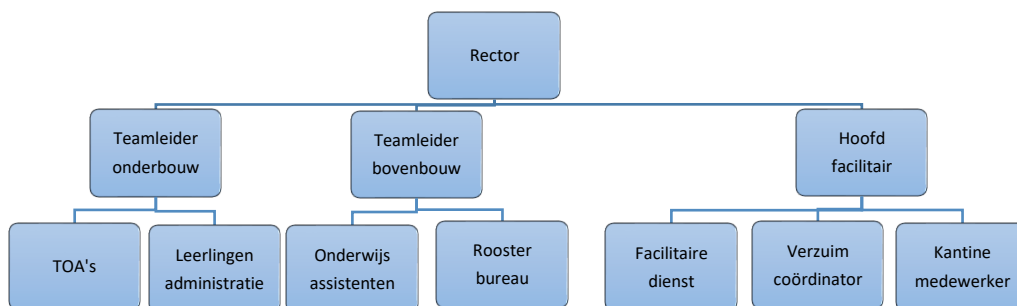 Rector
Teamleider
onderbouw
Teamleider
bovenbouw
Hoofd
facilitair
TOA's
Leerlingen
administratie
Onderwijs
assistenten
Rooster
bureau
Facilitaire
dienst
Verzuim
coördinator
Kantine
medewerker